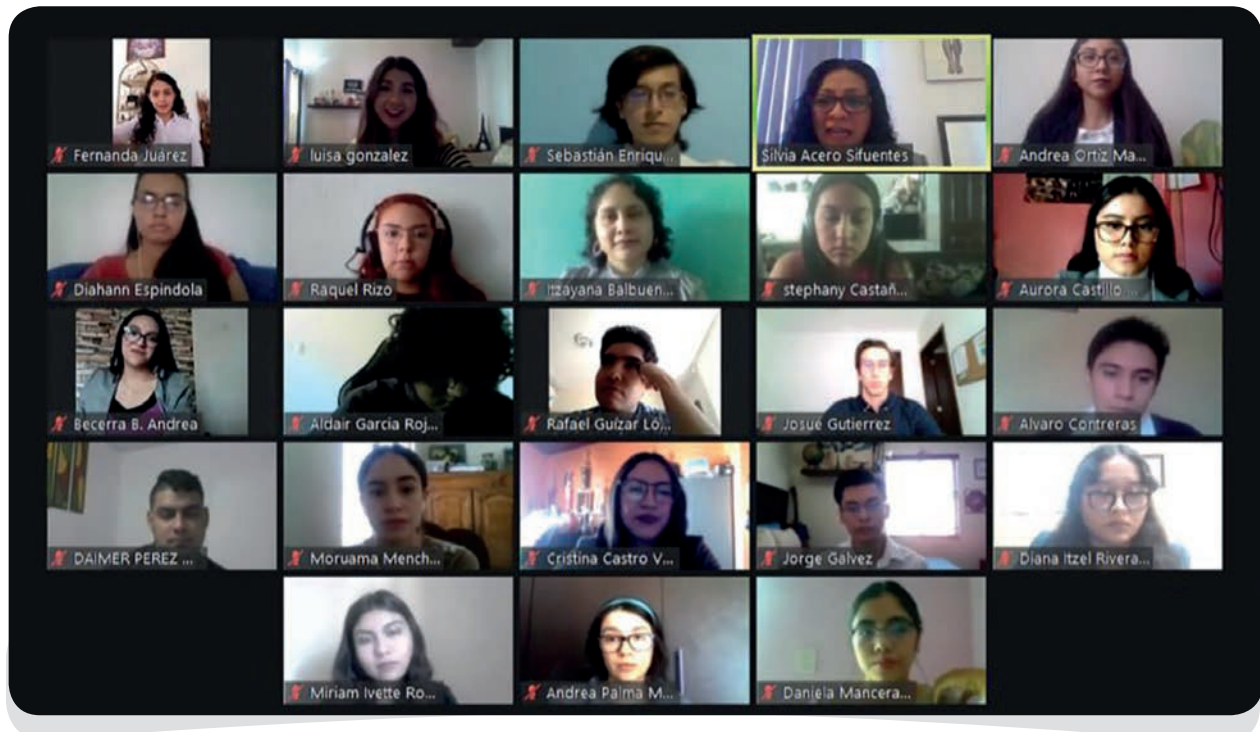 Fernanda Juárez
luisa gonzalez
Sebastián Enriqu...
Silvia Acero Sifuentes
Andrea Ortiz Ma...
Diahann Espindola
Raquel Rizo
Itzayana Balbuen...
stephany Castañ...
Aurora Castillo ...
Becerra B. Andrea
Aldair Garcia Roj...
Rafael Guízar Lo...
Josue Gutierrez
Alvaro Contreras
DAIMER PEREZ ...
Moruama Mench...
Cristina Castro V...
Jorge Galvez
Diana Itzel Rivera...
Miriam Ivette Ro...
Andrea Palma M...
Daniela Mancera...